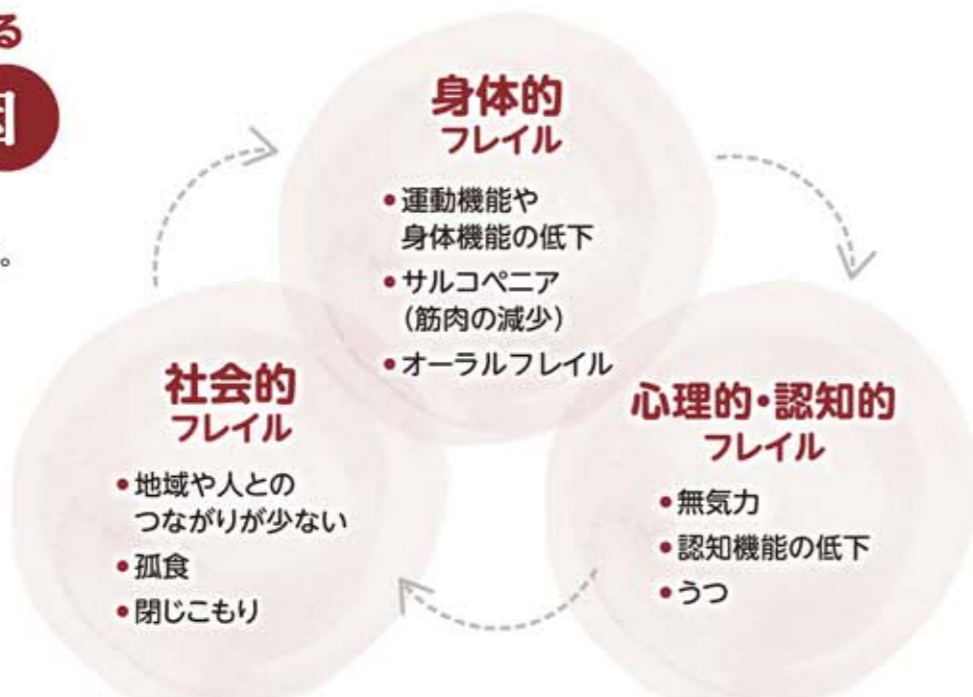 る
因
。
身体的
フレイル
•運動機能や
身体機能の低下
•サルコペニア
(筋肉の減少)
•オーラルフレイル
社会的
フレイル
•地域や人との
つながりが少ない
•孤食
•閉じこもり
心理的・認知的
フレイル
•無気力
•認知機能の低下
•うつ